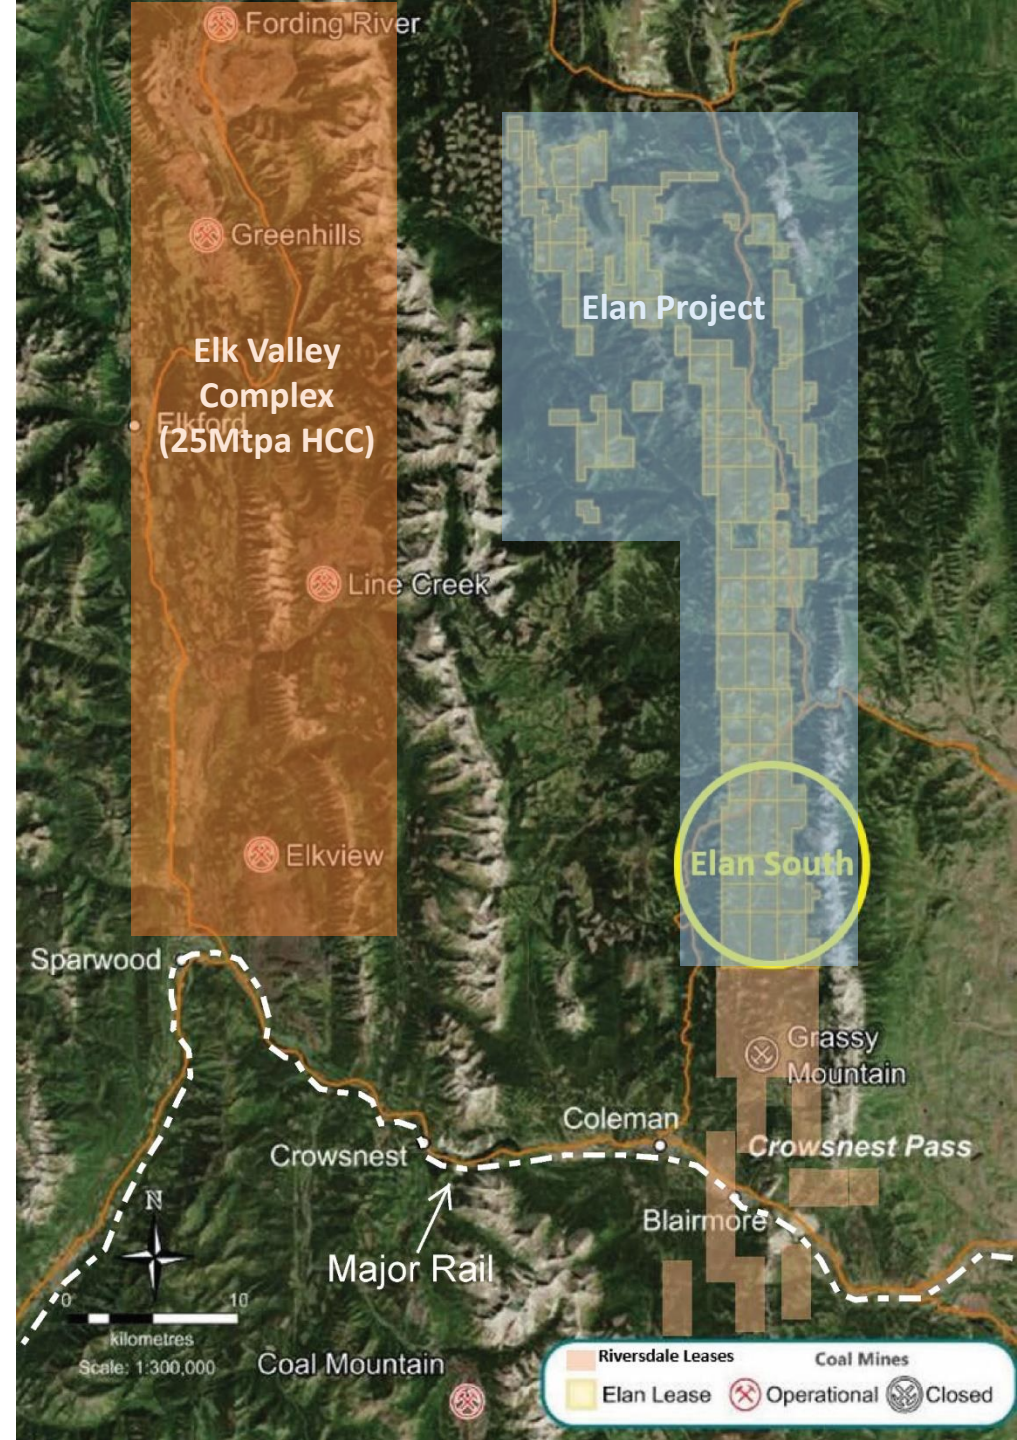 Fording River
Greenhills
Elan Project
Elk Valley
Complex
(25Mtpa HCC)
Elkford
Line Creek
Elkview
Elan South
Sparwood
Grassy
Mountain
Coleman
Crowsnest
Crowsnest Pass
Blairmore
N
Major Rail
0 10
kilometres
Scale: 1:300,000
Coal Mountain
Riversdale Leases
Coal Mines
Elan Lease
Operational
Closed